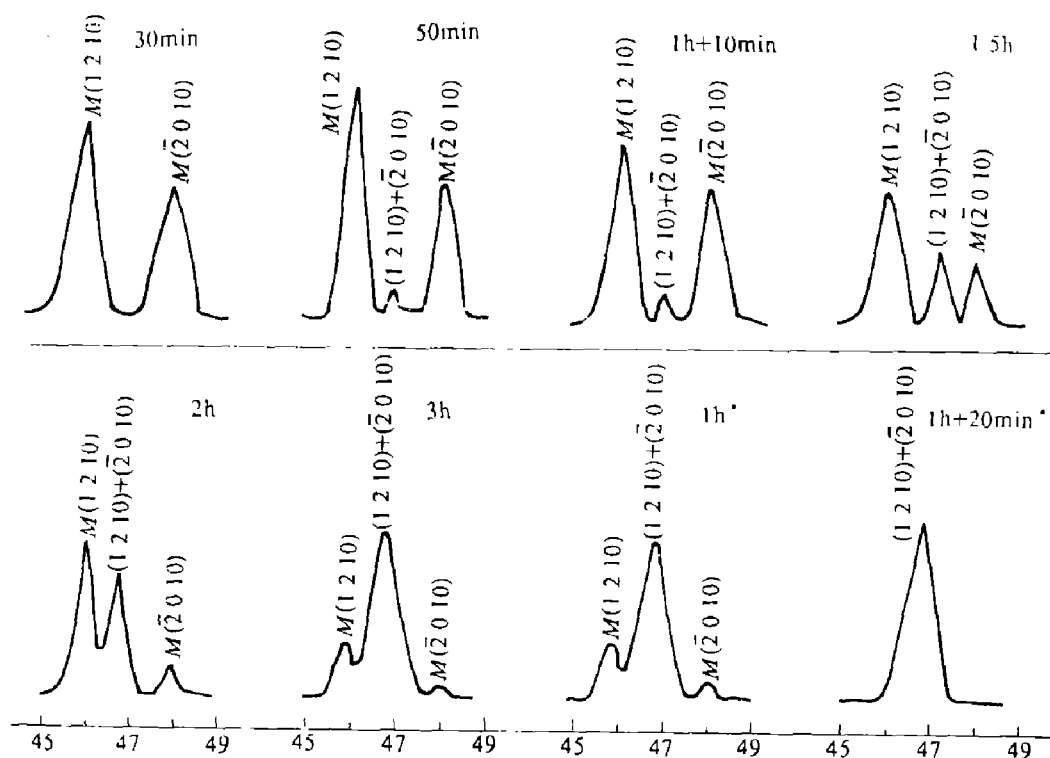 30min
M(1 2 10)
M(2̄ 0 10)
50min
M(1 2 10)
(1 2 10)+(2̄ 0 10)
M(2̄ 0 10)
1h+10min
M(1 2 10)
(1 2 10)+(2̄ 0 10)
M(2̄ 0 10)
1 5h
M(1 2 10)
(1 2 10)+(2̄ 0 10)
M(2̄ 0 10)
2h
M(1 2 10)
(1 2 10)+(2̄ 0 10)
M(2̄ 0 10)
3h
M(1 2 10)
(1 2 10)+(2̄ 0 10)
M(2̄ 0 10)
1h*
M(1 2 10)
(1 2 10)+(2̄ 0 10)
M(2̄ 0 10)
1h+20min*
(1 2 10)+(2̄ 0 10)
45 47 49 45 47 49 45 47 49 45 47 49